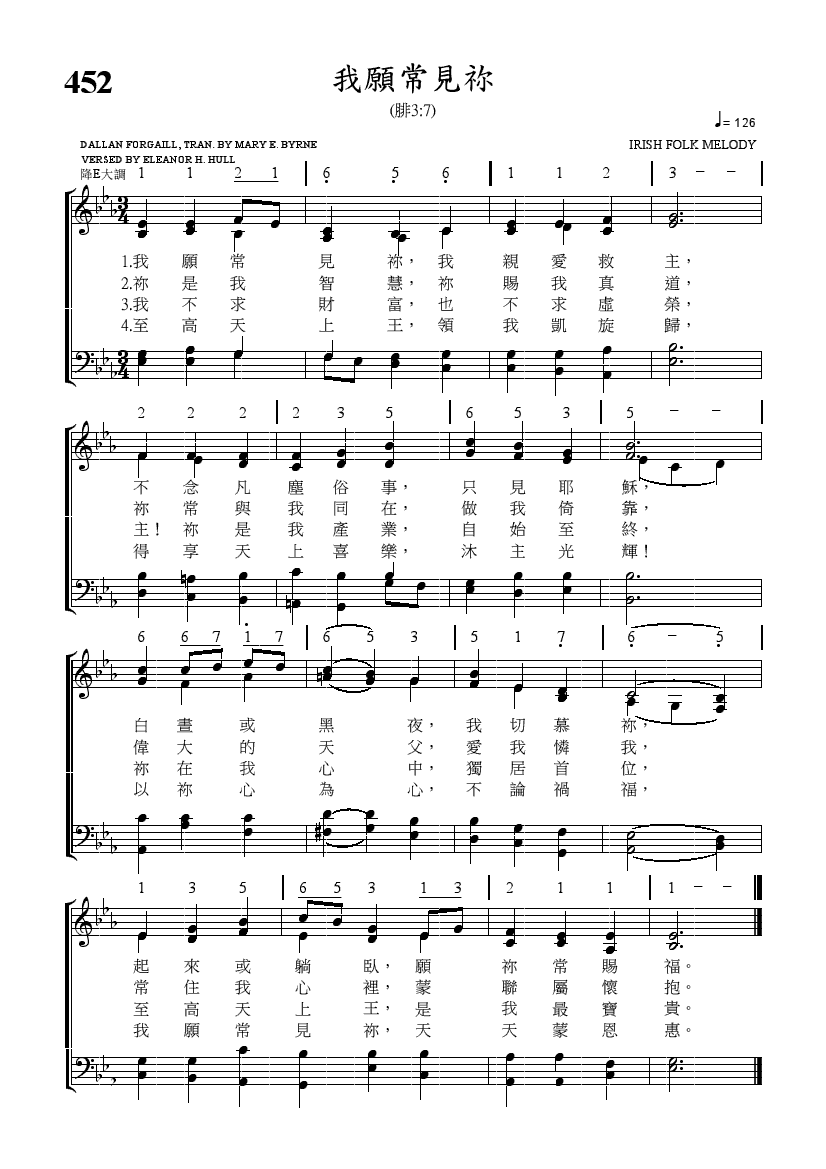 452
我願常見祢
(腓3:7)
♩= 126
DALLAN FORGAILL, TRAN. BY MARY E. BYRNE
VERSED BY ELEANOR H. HULL
IRISH FOLK MELODY
降E大調 1 1 2 1 | 6̣ 5̣ 6̣ | 1 1 2 | 3 – – |
3 4
1.我願常見祢，我親愛救主，
2.祢是我智慧，祢賜我真道，
3.我不求財富，也不求虛榮，
4.至高天上王，領我凱旋歸，
3 4
2 2 2 | 2 3 5 | 6 5 3 | 5 – – |
不念凡塵俗事，只見耶穌，
祢常與我同在，做我倚靠，
主！祢是我產業，自始至終，
得享天上喜樂，沐主光輝！
6 6 7 1̇ 7 | 6 5 3 | 5 1 7̣ | 6̣ – 5̣ |
白晝或黑夜，我切慕祢，
偉大的天父，愛我憐我，
祢在我心中，獨居首位，
以祢心為心，不論禍福，
1 3 5 | 6 5 3 1 3 | 2 1 1 | 1 – –
起來或躺臥，願祢常賜福。
常住我心裡，蒙聯屬懷抱。
至高天上王，是我最寶貴。
我願常見祢，天天蒙恩惠。